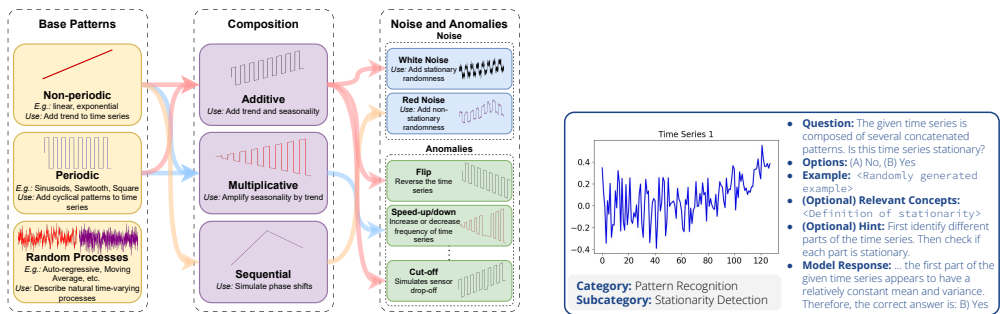 Base Patterns
Non-periodic
E.g.: linear, exponential
Use: Add trend to time series
Periodic
E.g.: Sinusoids, Sawtooth, Square
Use: Add cyclical patterns to time
series
Random Processes
E.g.: Auto-regressive, Moving
Average, etc.
Use: Describe natural time-varying
processes
Composition
Additive
Use: Add trend and seasonality
Multiplicative
Use: Amplify seasonality by trend
Sequential
Use: Simulate phase shifts
Noise and Anomalies
Noise
White Noise
Use: Add stationary
randomness
Red Noise
Use: Add non-
stationary
randomness
Anomalies
Flip
Reverse the time
series
Speed-up/down
Increase or decrease
frequency of time
series
Cut-off
Simulates sensor
drop-off
Time Series 1
0.4
0.2
0.0
−0.2
−0.4
0 20 40 60 80 100 120
Category: Pattern Recognition
Subcategory: Stationarity Detection
• Question: The given time series is
composed of several concatenated
patterns. Is this time series stationary?
• Options: (A) No, (B) Yes
• Example: <Randomly generated
example>
• (Optional) Relevant Concepts:
<Definition of stationarity>
• (Optional) Hint: First identify different
parts of the time series. Then check if
each part is stationary.
• Model Response: ... the first part of the
given time series appears to have a
relatively constant mean and variance.
Therefore, the correct answer is: B) Yes